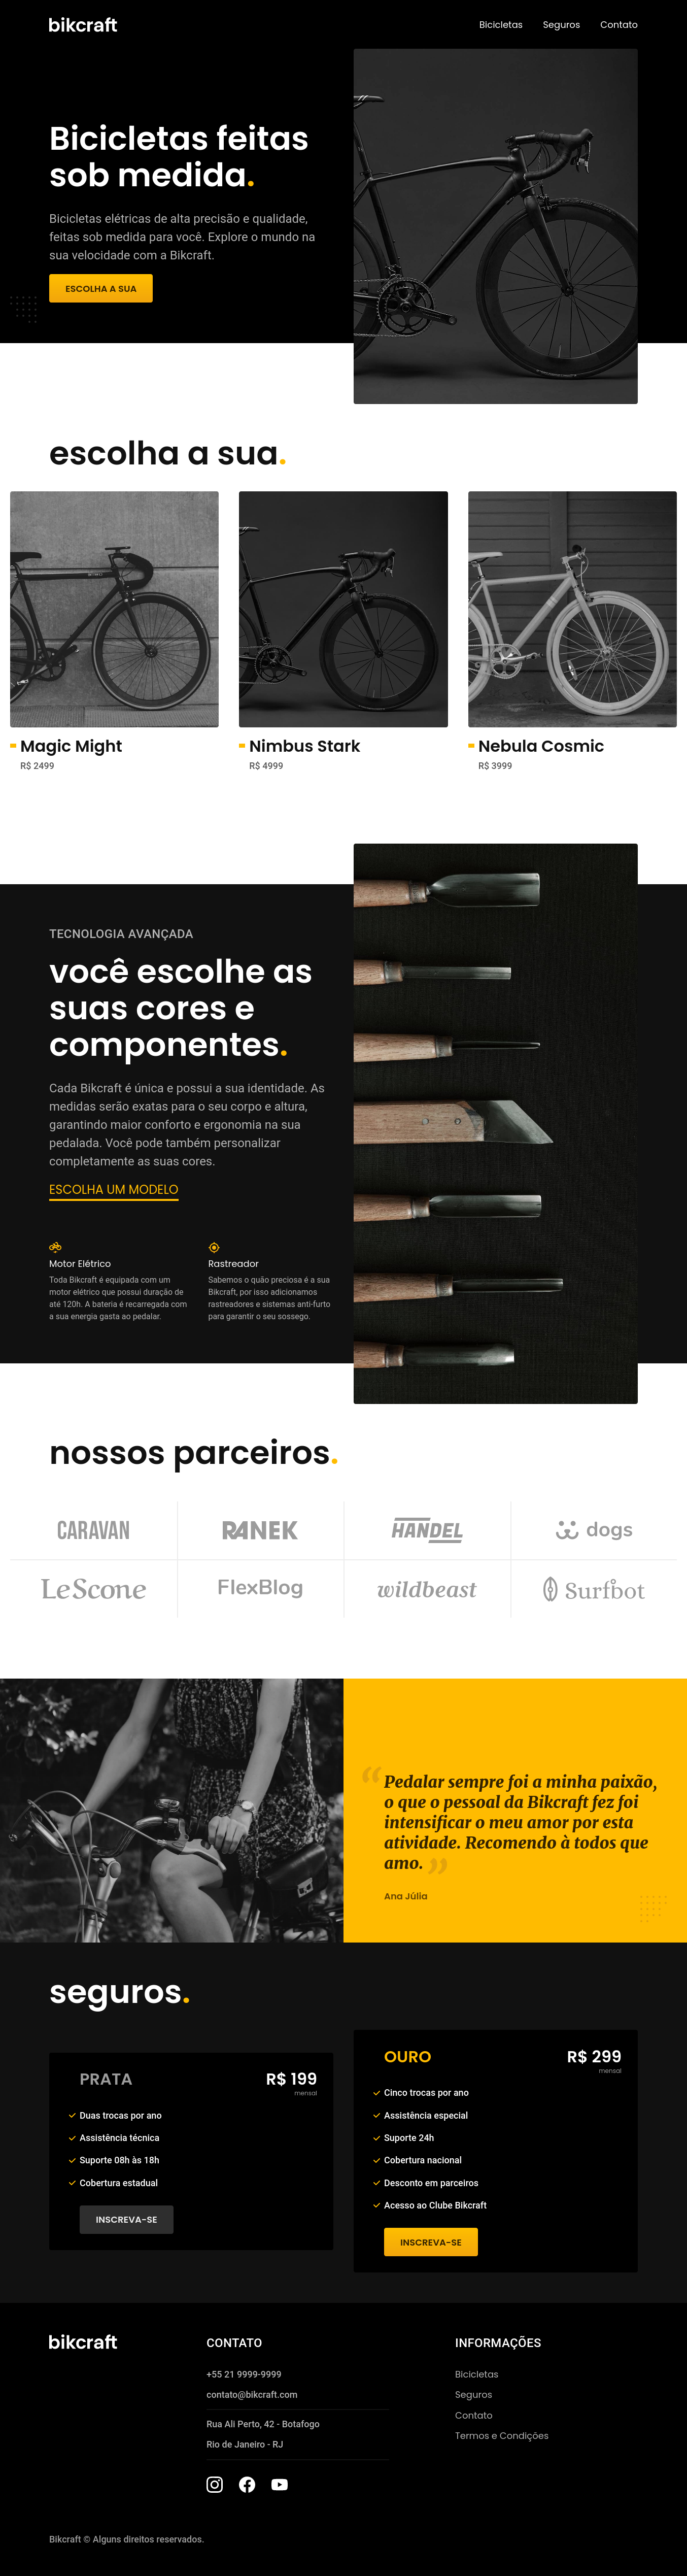 bikcraft
Bicicletas
Seguros
Contato
Bicicletas feitas
sob medida.
Bicicletas elétricas de alta precisão e qualidade,
feitas sob medida para você. Explore o mundo na
sua velocidade com a Bikcraft.
ESCOLHA A SUA
escolha a sua.
Magic Might
R$ 2499
Nimbus Stark
R$ 4999
Nebula Cosmic
R$ 3999
TECNOLOGIA AVANÇADA
você escolhe as
suas cores e
componentes.
Cada Bikcraft é única e possui a sua identidade. As
medidas serão exatas para o seu corpo e altura,
garantindo maior conforto e ergonomia na sua
pedalada. Você pode também personalizar
completamente as suas cores.
ESCOLHA UM MODELO
Motor Elétrico
Toda Bikcraft é equipada com um
motor elétrico que possui duração de
até 120h. A bateria é recarregada com
a sua energia gasta ao pedalar.
Rastreador
Sabemos o quão preciosa é a sua
Bikcraft, por isso adicionamos
rastreadores e sistemas anti-furto
para garantir o seu sossego.
nossos parceiros.
CARAVAN
RANEK
HANDEL
dogs
LeScone
FlexBlog
wildbeast
Surfbot
“Pedalar sempre foi a minha paixão,
o que o pessoal da Bikcraft fez foi
intensificar o meu amor por esta
atividade. Recomendo à todos que
amo.”
Ana Júlia
seguros.
PRATA
R$ 199
mensal
Duas trocas por ano
Assistência técnica
Suporte 08h às 18h
Cobertura estadual
INSCREVA-SE
OURO
R$ 299
mensal
Cinco trocas por ano
Assistência especial
Suporte 24h
Cobertura nacional
Desconto em parceiros
Acesso ao Clube Bikcraft
INSCREVA-SE
bikcraft
CONTATO
+55 21 9999-9999
contato@bikcraft.com
Rua Ali Perto, 42 - Botafogo
Rio de Janeiro - RJ
INFORMAÇÕES
Bicicletas
Seguros
Contato
Termos e Condições
Bikcraft © Alguns direitos reservados.